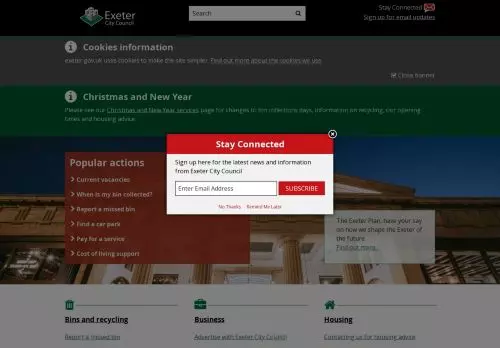 Exeter
City Council
Search
Stay Connected
Sign up for email updates
Cookies information
exeter.gov.uk uses cookies to make the site simpler. Find out more about the cookies we use
Close Banner
Christmas and New Year
Please see our Christmas and New Year services page for changes to bin collections days, information on recycling, our opening
times and housing advice.
Stay Connected
Sign up here for the latest news and information
from Exeter City Council
Enter Email Address
SUBSCRIBE
No Thanks
Remind Me Later
Popular actions
Current vacancies
When is my bin collected?
Report a missed bin
Find a car park
Pay for a service
Cost of living support
The Exeter Plan, have your say
on how we shape the Exeter of
the future
Find out more.
Bins and recycling
Report a missed bin
Business
Advertise with Exeter City Council
Housing
Contacting us for housing advice